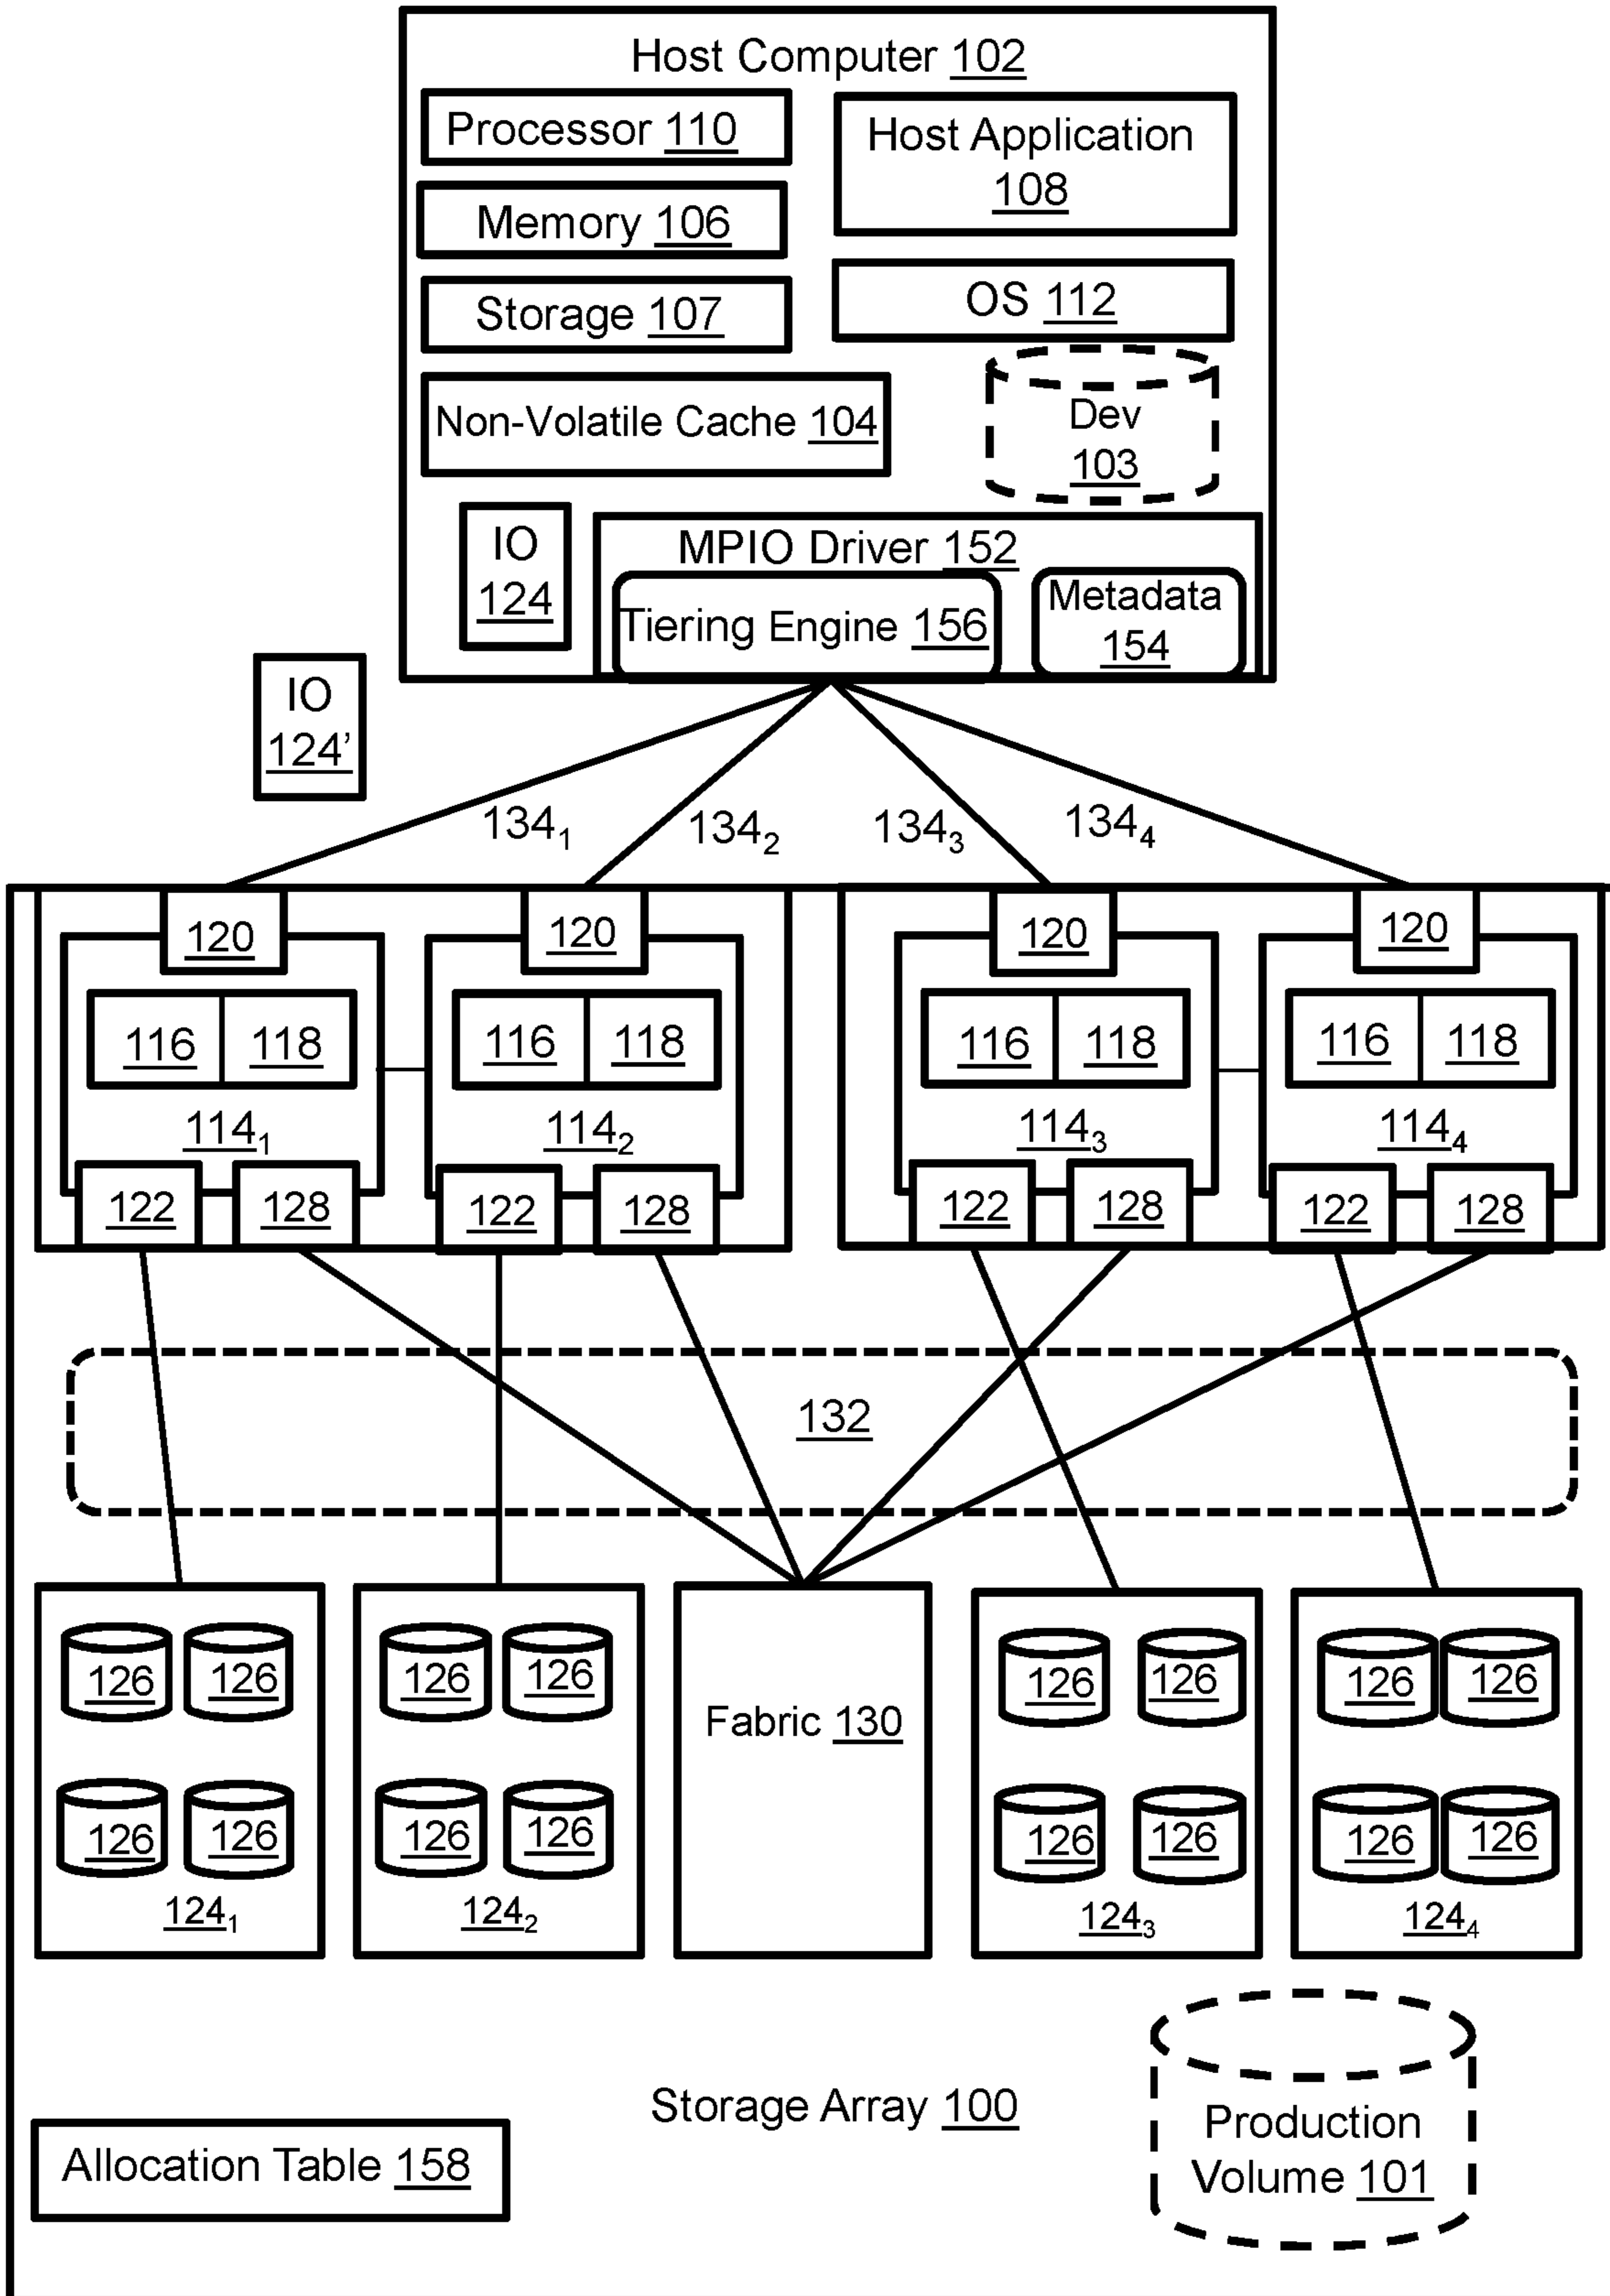 Host Computer 102
Processor 110
Host Application
108
Memory 106
OS 112
Storage 107
Non-Volatile Cache 104
Dev
103
IO
124
MPIO Driver 152
Tiering Engine 156
Metadata
154
IO
124’
134₁ 134₂ 134₃ 134₄
120 120 120 120
116 118 116 118 116 118 116 118
114₁ 114₂ 114₃ 114₄
122 128 122 128 122 128 122 128
132
126 126 126 126 126 126 126 126
Fabric 130
126 126 126 126 126 126 126 126
124₁ 124₂ 124₃ 124₄
Storage Array 100
Production
Volume 101
Allocation Table 158